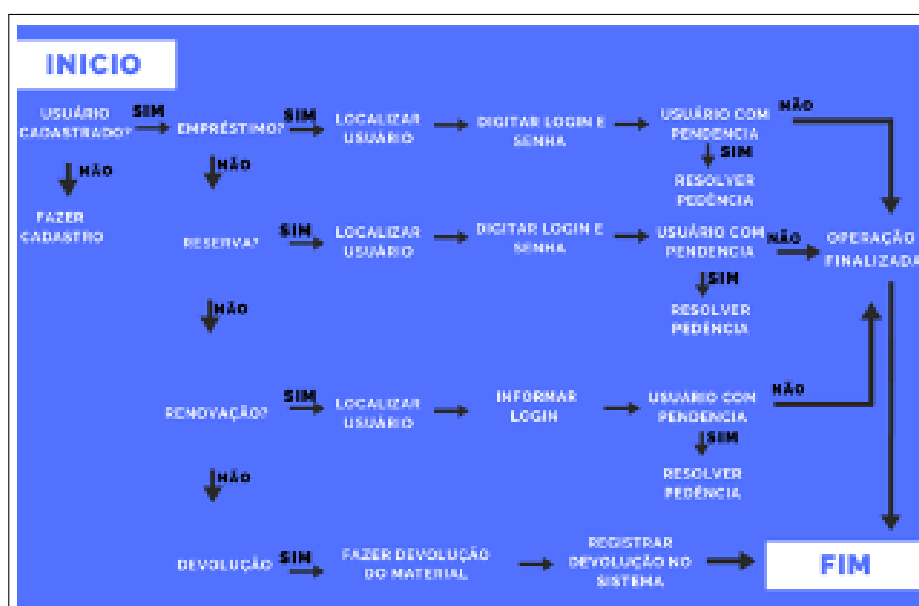 INICIO
USUÁRIO
CADASTRADO?
SIM
EMPRÉSTIMO?
SIM
LOCALIZAR
USUÁRIO
DIGITAR LOGIN E
SENHA
USUÁRIO COM
PENDENCIA
NÃO
SIM
RESOLVER
PEDÊNCIA
NÃO
FAZER
CADASTRO
NÃO
RESERVA?
SIM
LOCALIZAR
USUÁRIO
DIGITAR LOGIN E
SENHA
USUÁRIO COM
PENDENCIA
NÃO
OPERAÇÃO
FINALIZADA
SIM
RESOLVER
PEDÊNCIA
NÃO
RENOVAÇÃO?
SIM
LOCALIZAR
USUÁRIO
INFORMAR
LOGIN
USUÁRIO COM
PENDENCIA
NÃO
SIM
RESOLVER
PEDÊNCIA
NÃO
DEVOLUÇÃO
SIM
FAZER DEVOLUÇÃO
DO MATERIAL
REGISTRAR
DEVOLUÇÃO NO
SISTEMA
FIM